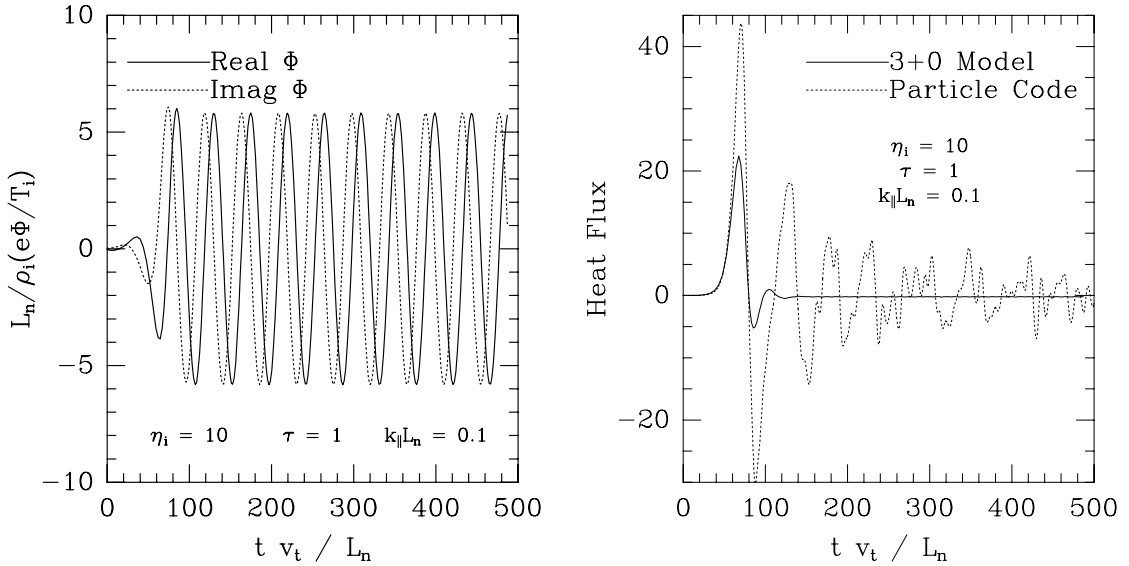 10
5
0
−5
−10
L_n/ρ_i(eΦ/T_i)
Real Φ
Imag Φ
η_i = 10 τ = 1 k_∥L_n = 0.1
0 100 200 300 400 500
t v_t / L_n
40
20
0
−20
Heat Flux
3+0 Model
Particle Code
η_i = 10
τ = 1
k_∥L_n = 0.1
0 100 200 300 400 500
t v_t / L_n